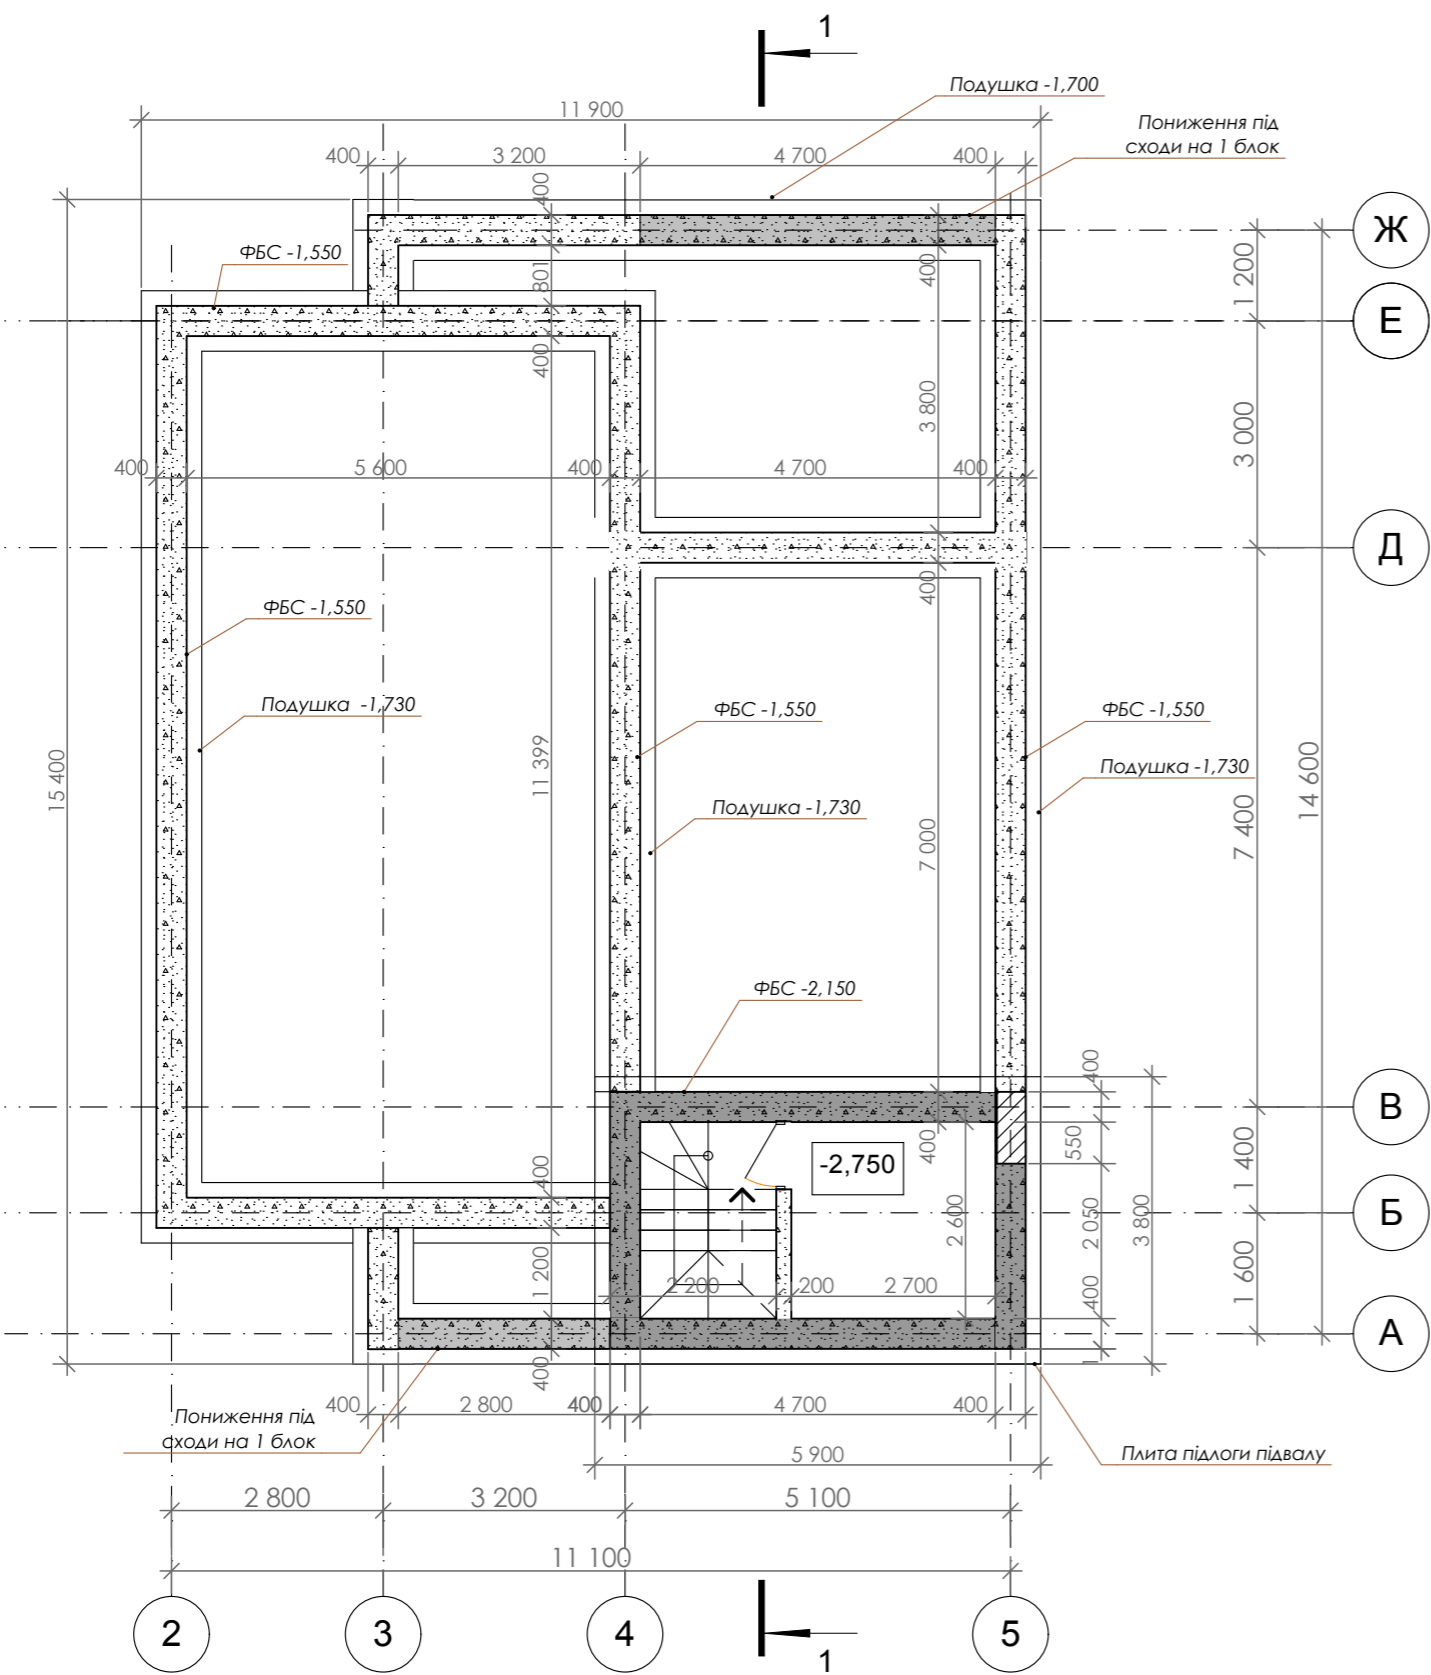 1
Подушка -1,700
11 900
Пониження під
сходи на 1 блок
400
3 200
4 700
400
400
Ж
ФБС -1,550
801
400
1 200
Е
400
3 800
3 000
400
5 600
400
4 700
400
Д
400
ФБС -1,550
Подушка -1,730
ФБС -1,550
ФБС -1,550
15 400
11 399
Подушка -1,730
Подушка -1,730
7 000
7 400
14 600
ФБС -2,150
400
В
400
-2,750
550
1 400
400
2 600
2 050
3 800
Б
1 200
2 200
200
2 700
400
1 600
А
400
1
400
2 800
400
4 700
400
Пониження під
сходи на 1 блок
5 900
Плита підлоги підвалу
2 800
3 200
5 100
11 100
2
3
4
5
1